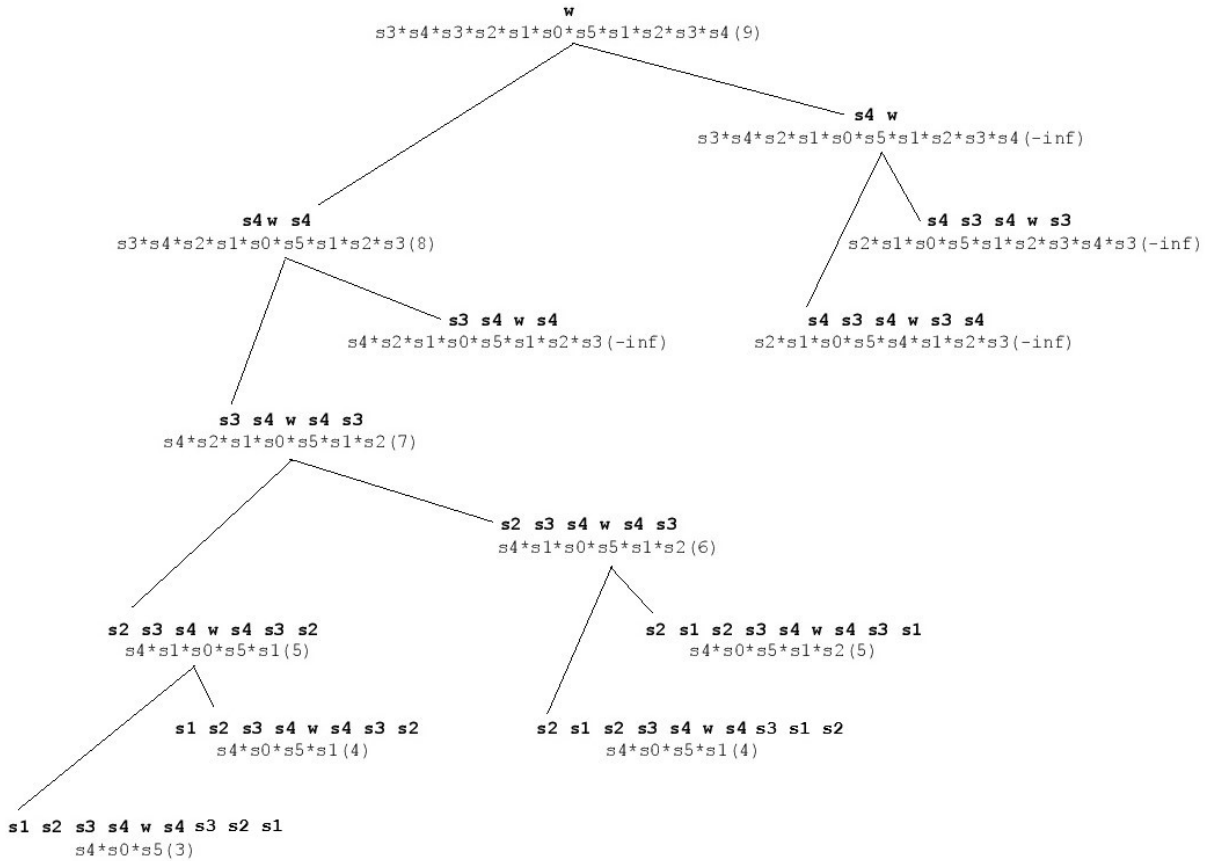 w
s3*s4*s3*s2*s1*s0*s5*s1*s2*s3*s4(9)
s4 w
s3*s4*s2*s1*s0*s5*s1*s2*s3*s4(-inf)
s4 w s4
s3*s4*s2*s1*s0*s5*s1*s2*s3(8)
s4 s3 s4 w s3
s2*s1*s0*s5*s1*s2*s3*s4*s3(-inf)
s3 s4 w s4
s4*s2*s1*s0*s5*s1*s2*s3(-inf)
s4 s3 s4 w s3 s4
s2*s1*s0*s5*s4*s1*s2*s3(-inf)
s3 s4 w s4 s3
s4*s2*s1*s0*s5*s1*s2(7)
s2 s3 s4 w s4 s3
s4*s1*s0*s5*s1*s2(6)
s2 s3 s4 w s4 s3 s2
s4*s1*s0*s5*s1(5)
s2 s1 s2 s3 s4 w s4 s3 s1
s4*s0*s5*s1*s2(5)
s1 s2 s3 s4 w s4 s3 s2
s4*s0*s5*s1(4)
s2 s1 s2 s3 s4 w s4 s3 s1 s2
s4*s0*s5*s1(4)
s1 s2 s3 s4 w s4 s3 s2 s1
s4*s0*s5(3)